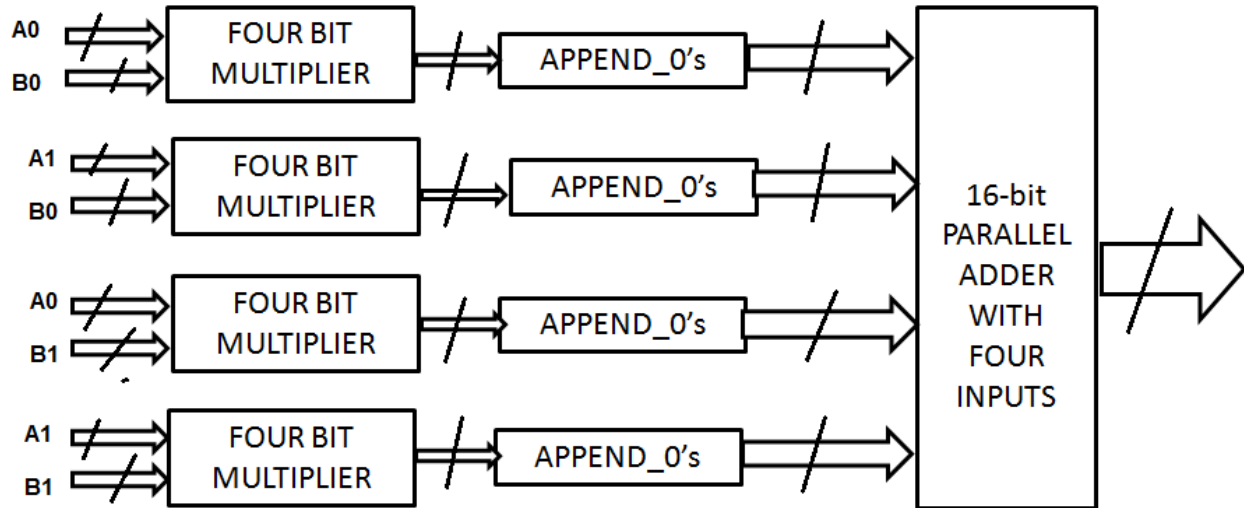 A0
B0
FOUR BIT
MULTIPLIER
APPEND_0's
A1
B0
FOUR BIT
MULTIPLIER
APPEND_0's
A0
B1
FOUR BIT
MULTIPLIER
APPEND_0's
A1
B1
FOUR BIT
MULTIPLIER
APPEND_0's
16-bit
PARALLEL
ADDER
WITH
FOUR
INPUTS